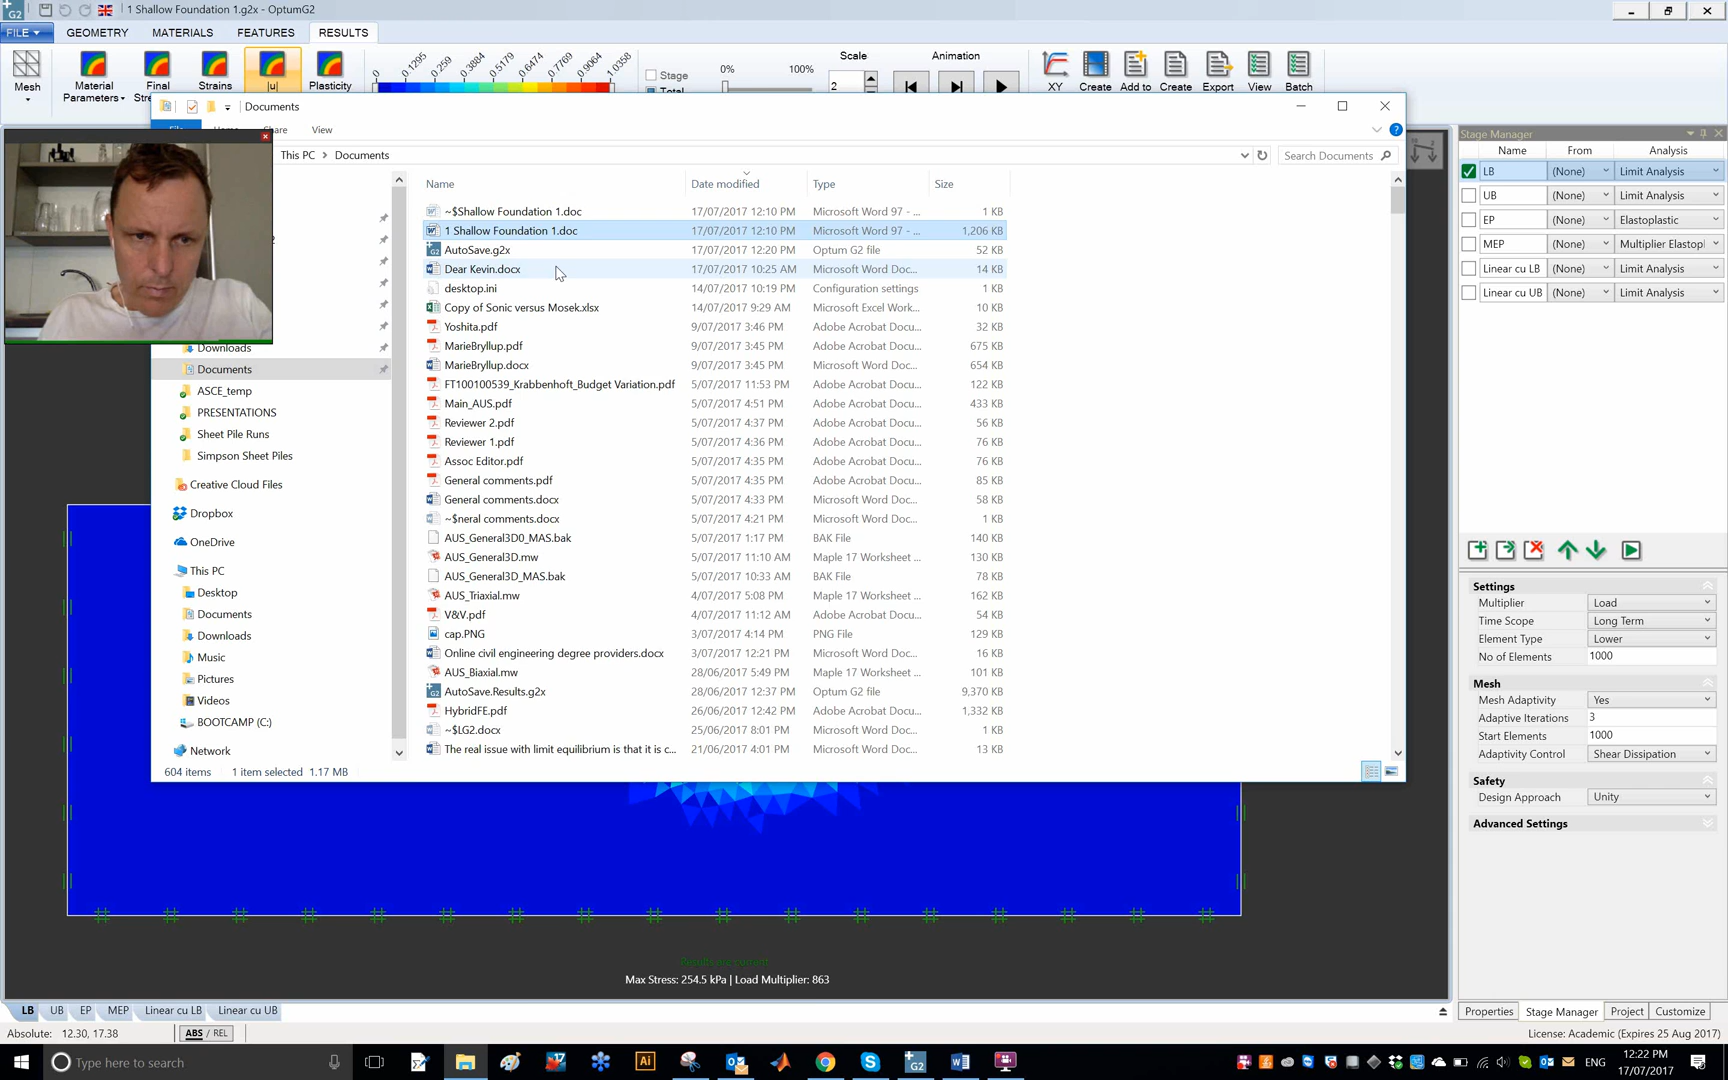 1 Shallow Foundation 1.g2x - OptumG2
FILE GEOMETRY MATERIALS FEATURES RESULTS
Mesh
Material Parameters
Final
Strains
|u|
Plasticity
0 0.1295 0.259 0.3884 0.5179 0.6474 0.7769 0.9064 1.0358
Stage
Total
0% 100%
Scale
2
Animation
XY Create Add to Create Export View Batch
Documents
File Home Share View
This PC Documents
Search Documents
Name Date modified Type Size
~$Shallow Foundation 1.doc 17/07/2017 12:10 PM Microsoft Word 97 - ... 1 KB
1 Shallow Foundation 1.doc 17/07/2017 12:10 PM Microsoft Word 97 - ... 1,206 KB
AutoSave.g2x 17/07/2017 12:20 PM Optum G2 file 52 KB
Dear Kevin.docx 17/07/2017 10:25 AM Microsoft Word Doc... 14 KB
desktop.ini 14/07/2017 10:19 PM Configuration settings 1 KB
Copy of Sonic versus Mosek.xlsx 14/07/2017 9:29 AM Microsoft Excel Work... 10 KB
Yoshita.pdf 9/07/2017 3:46 PM Adobe Acrobat Docu... 32 KB
MarieBryllup.pdf 9/07/2017 3:45 PM Adobe Acrobat Docu... 675 KB
MarieBryllup.docx 9/07/2017 3:45 PM Microsoft Word Doc... 654 KB
FT100100539_Krabbenhoft_Budget Variation.pdf 5/07/2017 11:53 PM Adobe Acrobat Docu... 122 KB
Main_AUS.pdf 5/07/2017 4:51 PM Adobe Acrobat Docu... 433 KB
Reviewer 2.pdf 5/07/2017 4:37 PM Adobe Acrobat Docu... 56 KB
Reviewer 1.pdf 5/07/2017 4:36 PM Adobe Acrobat Docu... 76 KB
Assoc Editor.pdf 5/07/2017 4:35 PM Adobe Acrobat Docu... 76 KB
General comments.pdf 5/07/2017 4:35 PM Adobe Acrobat Docu... 85 KB
General comments.docx 5/07/2017 4:33 PM Microsoft Word Doc... 58 KB
~$neral comments.docx 5/07/2017 4:21 PM Microsoft Word Doc... 1 KB
AUS_General3D0_MAS.bak 5/07/2017 1:17 PM BAK File 140 KB
AUS_General3D.mw 5/07/2017 11:10 AM Maple 17 Worksheet ... 130 KB
AUS_General3D_MAS.bak 5/07/2017 10:33 AM BAK File 78 KB
AUS_Triaxial.mw 4/07/2017 5:08 PM Maple 17 Worksheet ... 162 KB
V&V.pdf 4/07/2017 11:12 AM Adobe Acrobat Docu... 54 KB
cap.PNG 3/07/2017 4:14 PM PNG File 129 KB
Online civil engineering degree providers.docx 3/07/2017 12:21 PM Microsoft Word Doc... 16 KB
AUS_Biaxial.mw 28/06/2017 5:49 PM Maple 17 Worksheet ... 101 KB
AutoSave.Results.g2x 28/06/2017 12:37 PM Optum G2 file 9,370 KB
HybridFE.pdf 26/06/2017 12:42 PM Adobe Acrobat Docu... 1,332 KB
~$LG2.docx 25/06/2017 8:01 PM Microsoft Word Doc... 1 KB
The real issue with limit equilibrium is that it is c... 21/06/2017 4:01 PM Microsoft Word Doc... 13 KB
Downloads
Documents
ASCE_temp
PRESENTATIONS
Sheet Pile Runs
Simpson Sheet Piles
Creative Cloud Files
Dropbox
OneDrive
This PC
Desktop
Documents
Downloads
Music
Pictures
Videos
BOOTCAMP (C:)
Network
604 items 1 item selected 1.17 MB
Stage Manager
Name From Analysis
LB (None) Limit Analysis
UB (None) Limit Analysis
EP (None) Elastoplastic
MEP (None) Multiplier Elastopl
Linear cu LB (None) Limit Analysis
Linear cu UB (None) Limit Analysis
Settings
Multiplier Load
Time Scope Long Term
Element Type Lower
No of Elements 1000
Mesh
Mesh Adaptivity Yes
Adaptive Iterations 3
Start Elements 1000
Adaptivity Control Shear Dissipation
Safety
Design Approach Unity
Advanced Settings
Results are current
Max Stress: 254.5 kPa | Load Multiplier: 863
LB UB EP MEP Linear cu LB Linear cu UB
Properties Stage Manager Project Customize
Absolute: 12.30, 17.38 ABS / REL
License: Academic (Expires 25 Aug 2017)
Type here to search
ENG
12:22 PM
17/07/2017